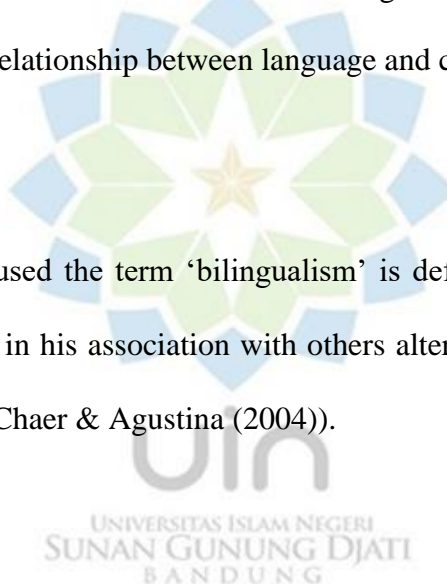 elationship between language and c
used the term ‘bilingualism’ is def
in his association with others alter
Chaer & Agustina (2004)).
uin
UNIVERSITAS ISLAM NEGERI
SUNAN GUNUNG DJATI
BANDUNG